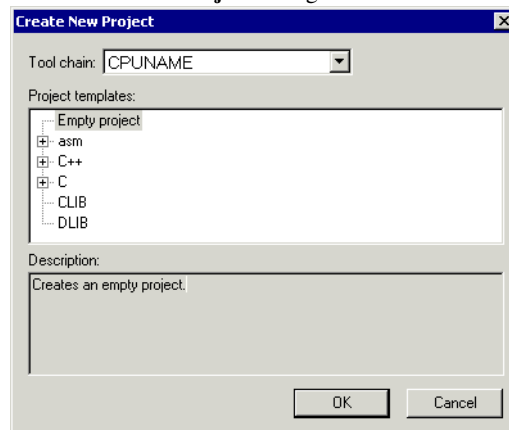 Create New Project
Tool chain: CPUNAME
Project templates:
Empty project
asm
C++
C
CLIB
DLIB
Description:
Creates an empty project.
OK Cancel